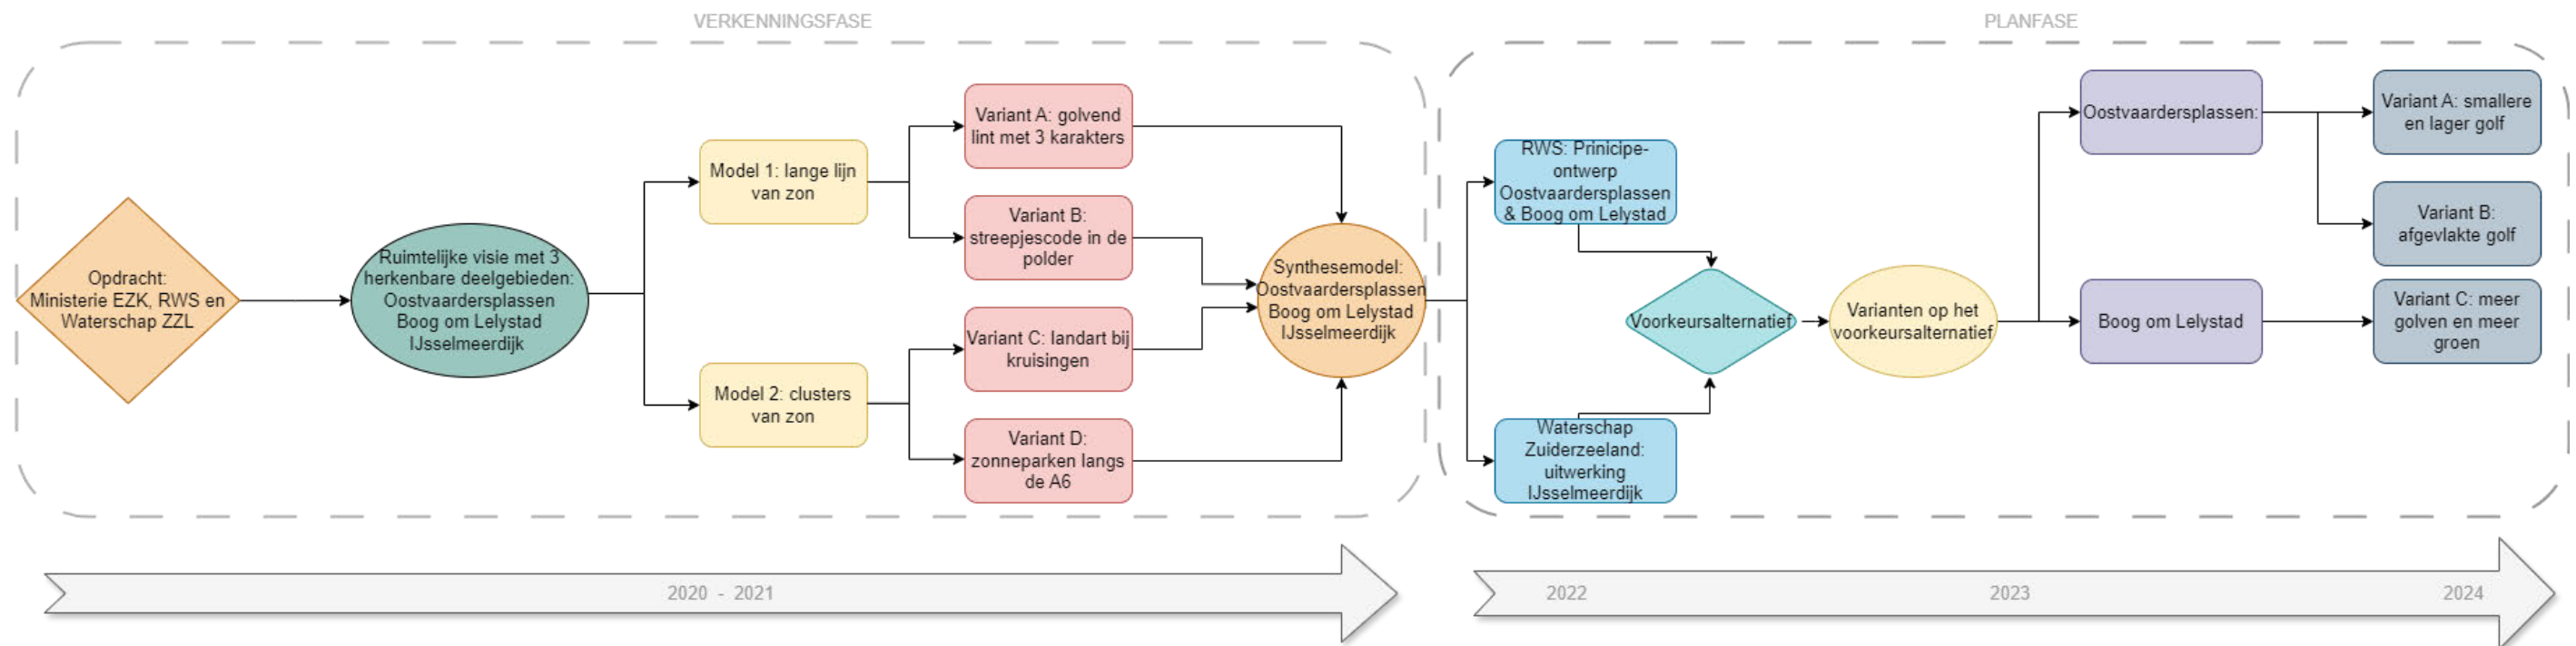 VERKENNINGSFASE
PLANFASE
Opdracht:
Ministerie EZK, RWS en
Waterschap ZZL
Ruimtelijke visie met 3
herkenbare deelgebieden:
Oostvaardersplassen
Boog om Lelystad
IJsselmeerdijk
Model 1: lange lijn
van zon
Model 2: clusters
van zon
Variant A: golvend
lint met 3 karakters
Variant B:
streepjescode in de
polder
Variant C: landart bij
kruisingen
Variant D:
zonneparken langs
de A6
Synthesemodel:
Oostvaardersplassen
Boog om Lelystad
IJsselmeerdijk
RWS: Prinicipe-
ontwerp
Oostvaardersplassen
& Boog om Lelystad
Waterschap
Zuiderzeeland:
uitwerking
IJsselmeerdijk
Voorkeursalternatief
Varianten op het
voorkeursalternatief
Oostvaardersplassen:
Boog om Lelystad
Variant A: smallere
en lager golf
Variant B:
afgevlakte golf
Variant C: meer
golven en meer
groen
2020 - 2021
2022
2023
2024